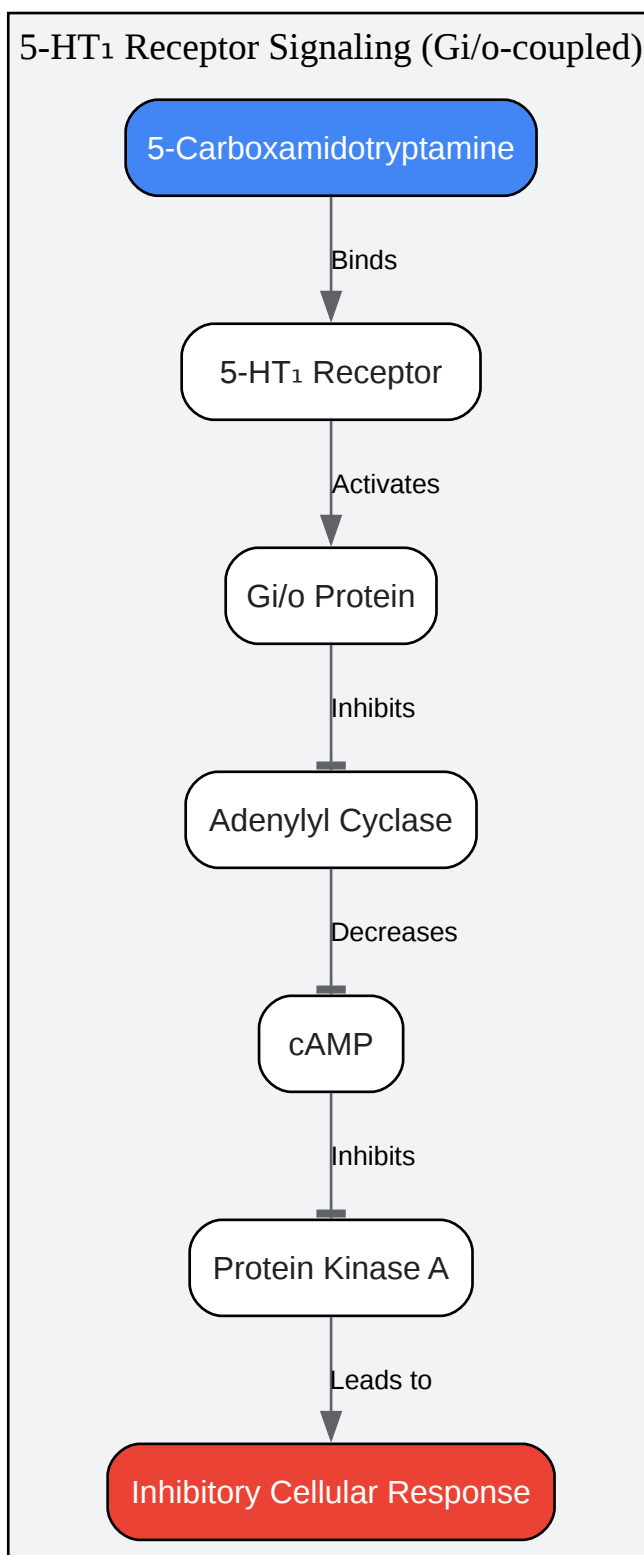 5-HT₁ Receptor Signaling (Gi/o-coupled)
5-Carboxamidotryptamine
Binds
5-HT₁ Receptor
Activates
Gi/o Protein
Inhibits
Adenylyl Cyclase
Decreases
cAMP
Inhibits
Protein Kinase A
Leads to
Inhibitory Cellular Response